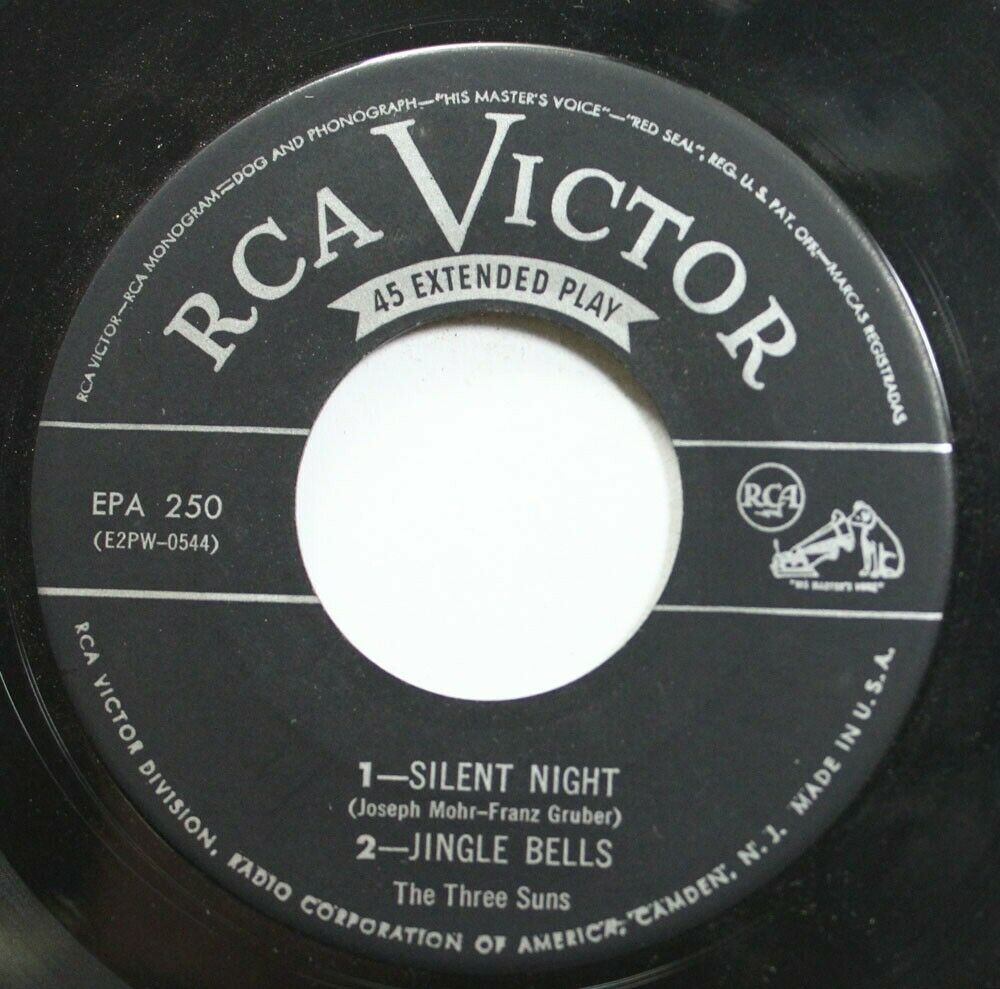 RCA VICTOR—RCA MONOGRAM—DOG AND PHONOGRAPH—"HIS MASTER'S VOICE"—"RED SEAL", REG. U. S. PAT. OFF.—MARCAS REGISTRADAS
RCA VICTOR
45 EXTENDED PLAY
EPA 250
(E2PW-0544)
RCA
"HIS MASTER'S VOICE"
1—SILENT NIGHT
(Joseph Mohr-Franz Gruber)
2—JINGLE BELLS
The Three Suns
RCA VICTOR DIVISION, RADIO CORPORATION OF AMERICA, CAMDEN, N. J. MADE IN U. S. A.